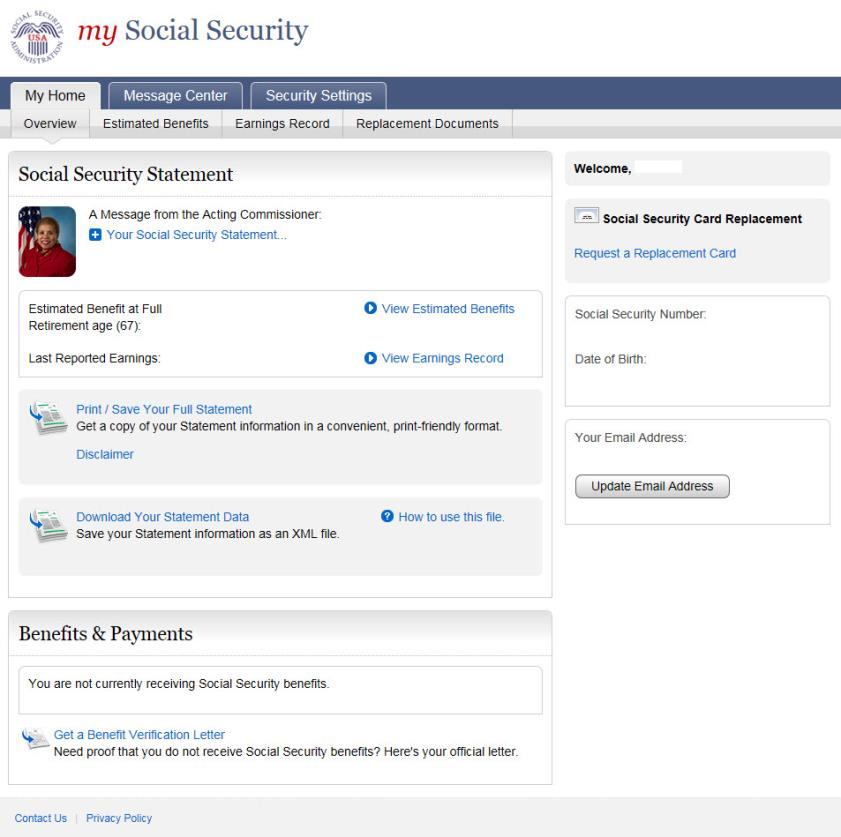 SOCIAL SECURITY ADMINISTRATION
USA
my Social Security
My Home
Message Center
Security Settings
Overview
Estimated Benefits
Earnings Record
Replacement Documents
Social Security Statement
A Message from the Acting Commissioner:
Your Social Security Statement...
Estimated Benefit at Full
Retirement age (67):
View Estimated Benefits
Last Reported Earnings:
View Earnings Record
Print / Save Your Full Statement
Get a copy of your Statement information in a convenient, print-friendly format.
Disclaimer
Download Your Statement Data
How to use this file.
Save your Statement information as an XML file.
Benefits & Payments
You are not currently receiving Social Security benefits.
Get a Benefit Verification Letter
Need proof that you do not receive Social Security benefits? Here's your official letter.
Welcome,
Social Security Card Replacement
Request a Replacement Card
Social Security Number:
Date of Birth:
Your Email Address:
Update Email Address
Contact Us | Privacy Policy